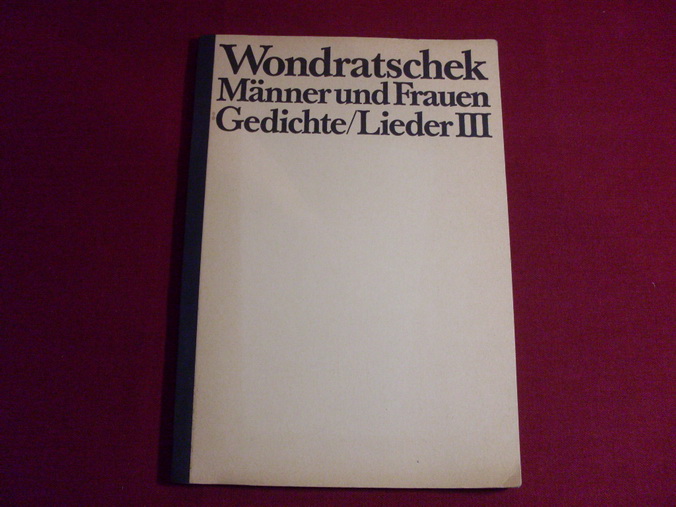 Wondratschek
Männer und Frauen
Gedichte/Lieder III